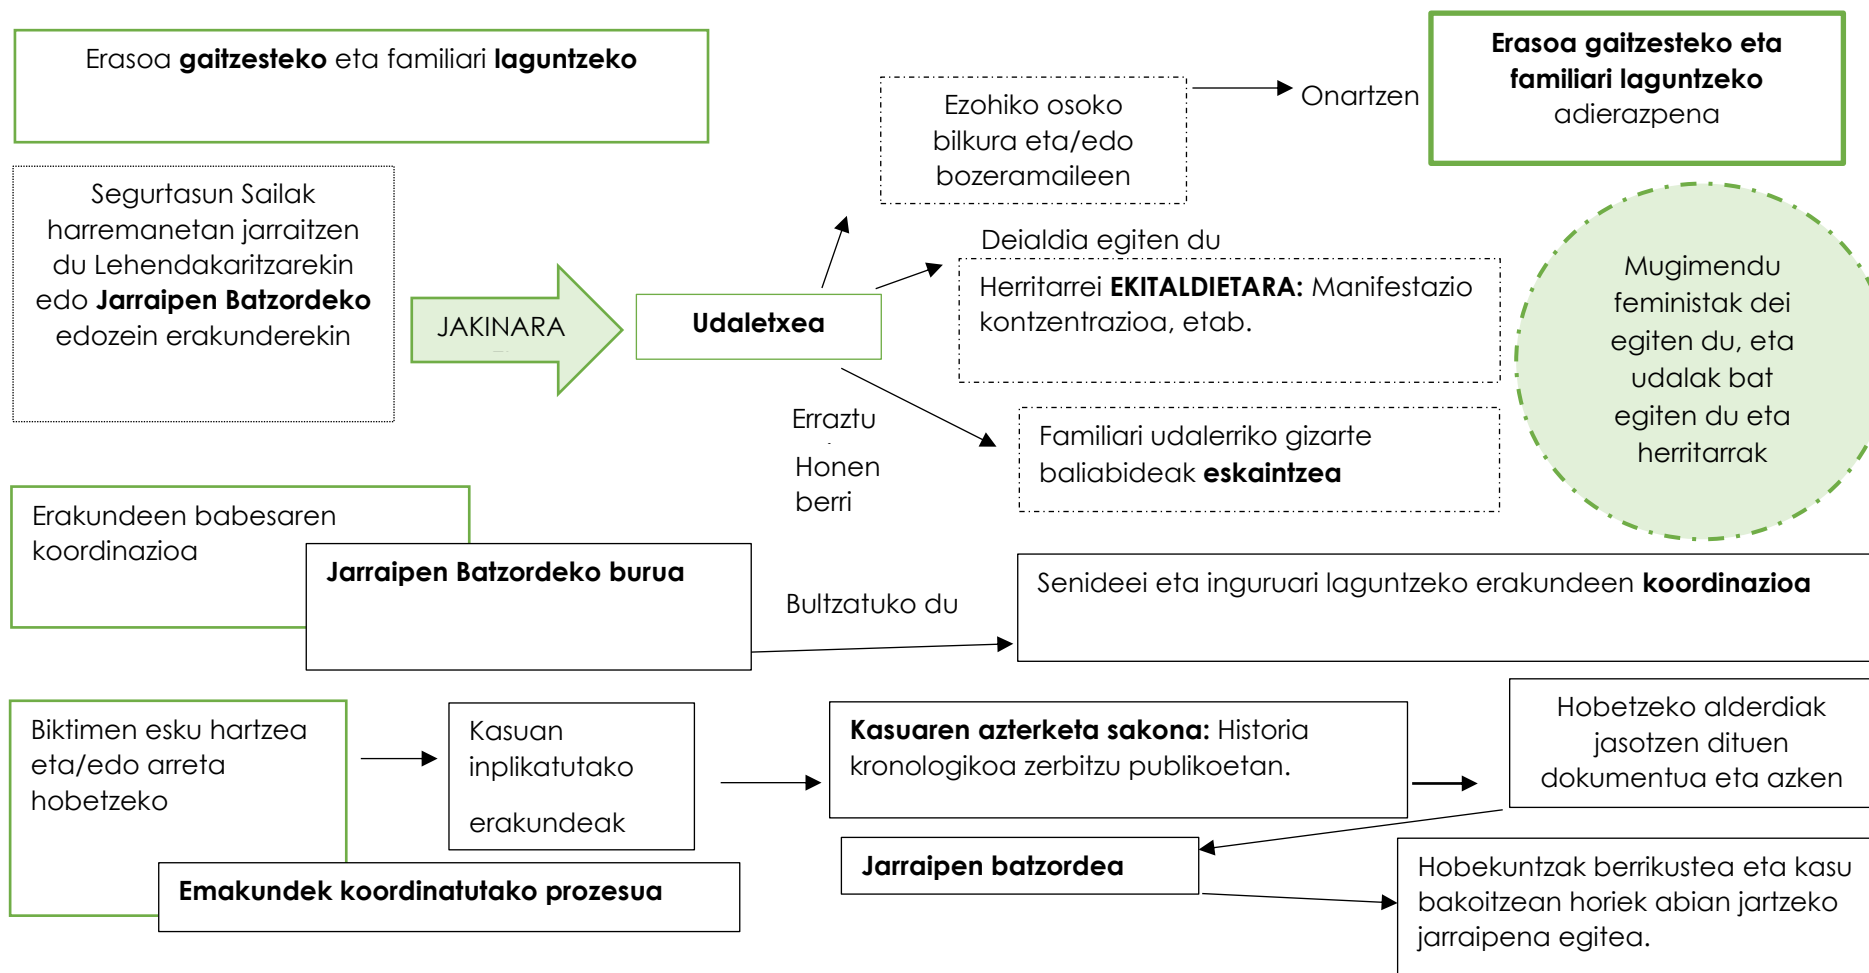 Erasoa gaitzesteko eta familiari laguntzeko
Ezohiko osoko
bilkura eta/edo
bozeramaileen
Onartzen
Erasoa gaitzesteko eta
familiari laguntzeko
adierazpena
Segurtasun Sailak
harremanetan jarraitzen
du Lehendakaritzarekin
edo Jarraipen Batzordeko
edozein erakunderekin
JAKINARA
Udaletxea
Deialdia egiten du
Herritarrei EKITALDIETARA: Manifestazio
kontzentrazioa, etab.
Mugimendu
feministak dei
egiten du, eta
udalak bat
egiten du eta
herritarrak
Erraztu
Honen
berri
Familiari udalerriko gizarte
baliabideak eskaintzea
Erakundeen babesaren
koordinazioa
Jarraipen Batzordeko burua
Bultzatuko du
Senideei eta inguruari laguntzeko erakundeen koordinazioa
Biktimen esku hartzea
eta/edo arreta
hobetzeko
Kasuan
inplikatutako
erakundeak
Kasuaren azterketa sakona: Historia
kronologikoa zerbitzu publikoetan.
Hobetzeko alderdiak
jasotzen dituen
dokumentua eta azken
Emakundek koordinatutako prozesua
Jarraipen batzordea
Hobekuntzak berrikustea eta kasu
bakoitzean horiek abian jartzeko
jarraipena egitea.